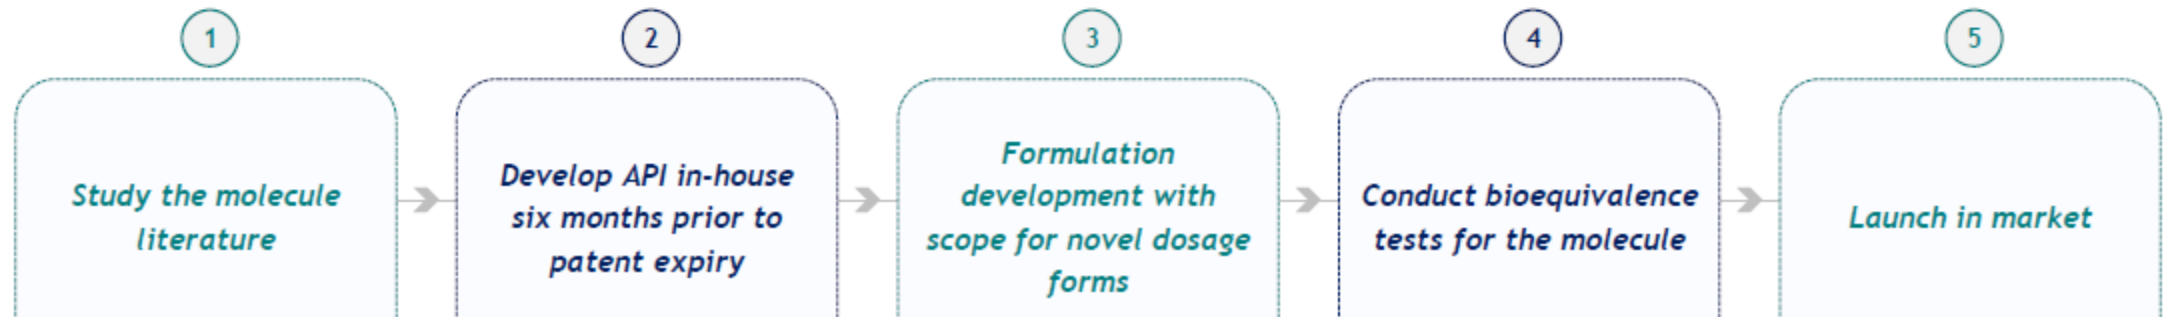 1
Study the molecule
literature
2
Develop API in-house
six months prior to
patent expiry
3
Formulation
development with
scope for novel dosage
forms
4
Conduct bioequivalence
tests for the molecule
5
Launch in market